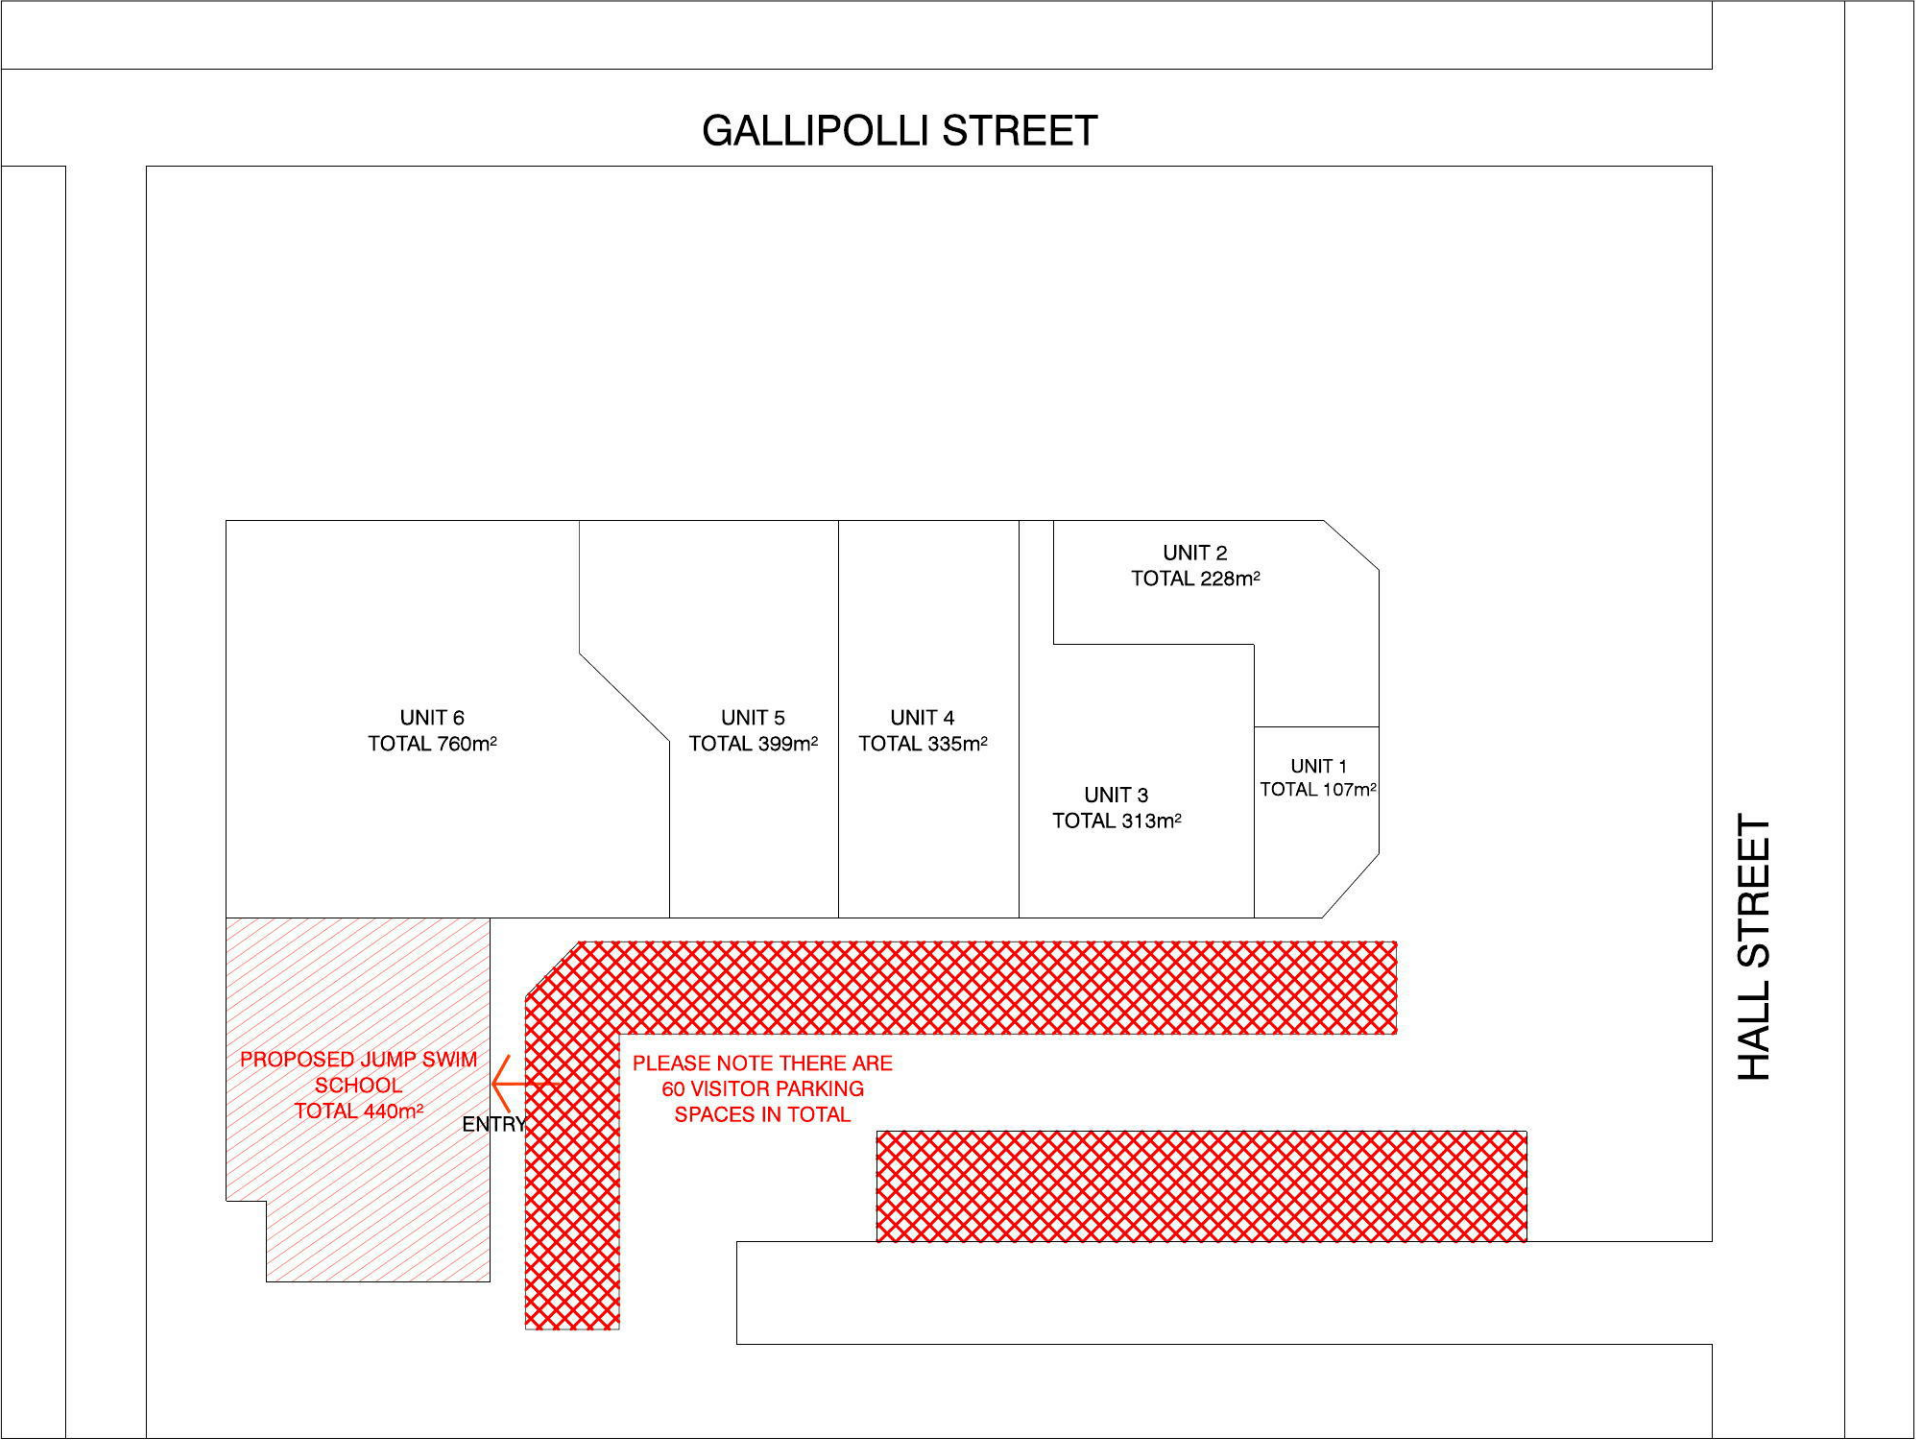 GALLIPOLLI STREET
UNIT 2
TOTAL 228m²
UNIT 6
TOTAL 760m²
UNIT 5
TOTAL 399m²
UNIT 4
TOTAL 335m²
UNIT 3
TOTAL 313m²
UNIT 1
TOTAL 107m²
HALL STREET
PROPOSED JUMP SWIM
SCHOOL
TOTAL 440m²
ENTRY
PLEASE NOTE THERE ARE
60 VISITOR PARKING
SPACES IN TOTAL